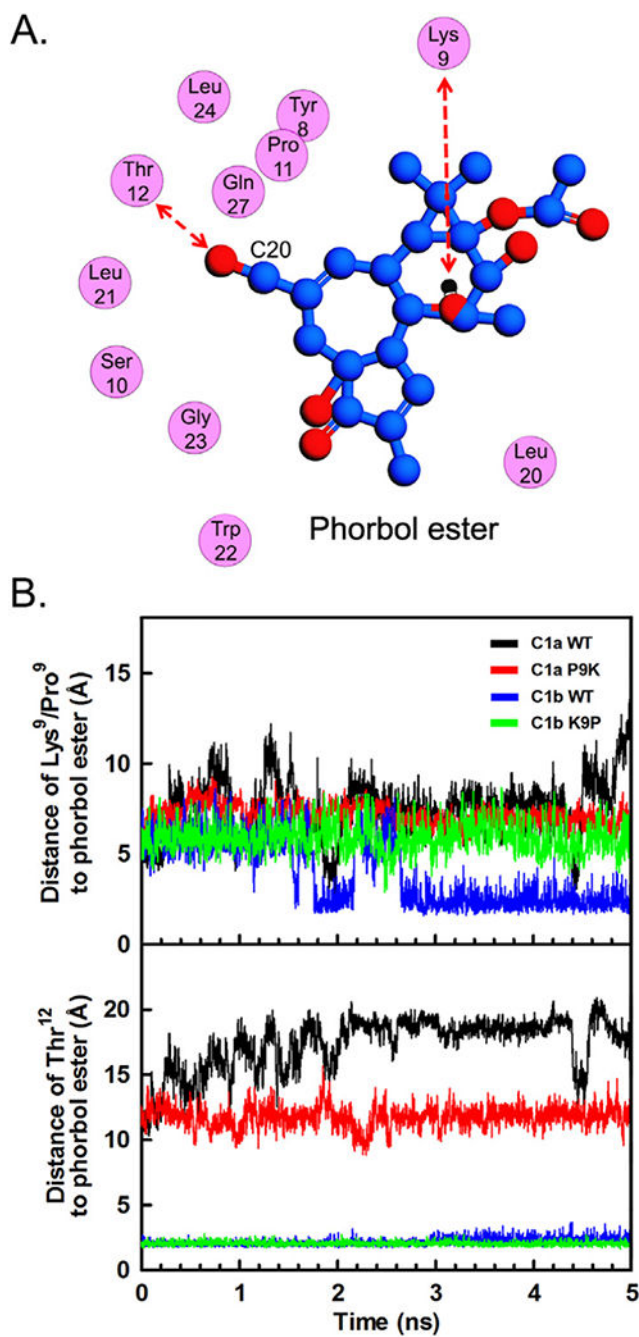 A.
Lys
9
Leu
24
Tyr
8
Pro
11
Thr
12
Gln
27
C20
Leu
21
Ser
10
Gly
23
Leu
20
Trp
22
Phorbol ester
B.
Distance of Lys⁹/Pro⁹
to phorbol ester (Å)
15
10
5
0
C1a WT
C1a P9K
C1b WT
C1b K9P
Distance of Thr¹²
to phorbol ester (Å)
20
15
10
5
0
0 1 2 3 4 5
Time (ns)